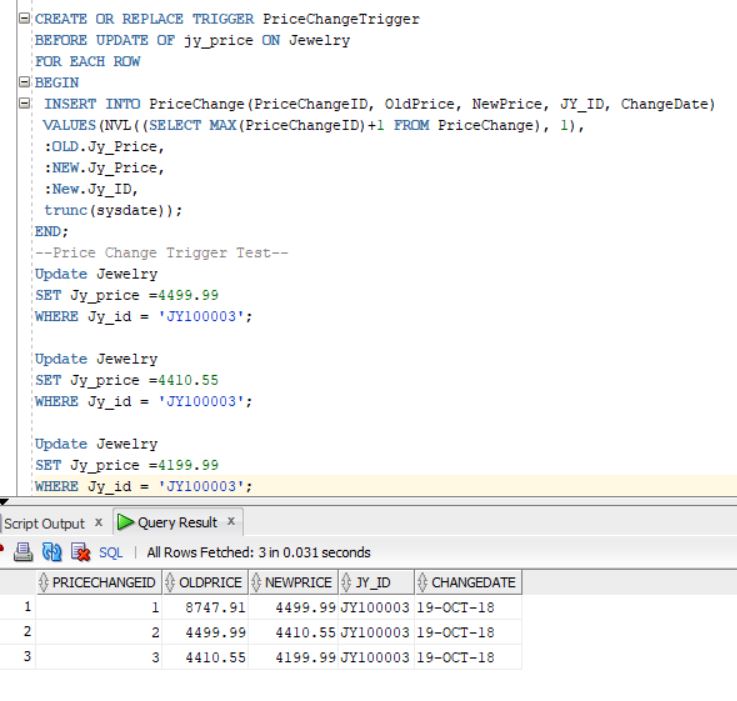 CREATE OR REPLACE TRIGGER PriceChangeTrigger
BEFORE UPDATE OF jy_price ON Jewelry
FOR EACH ROW
BEGIN
INSERT INTO PriceChange(PriceChangeID, OldPrice, NewPrice, JY_ID, ChangeDate)
VALUES(NVL((SELECT MAX(PriceChangeID)+1 FROM PriceChange), 1),
:OLD.Jy_Price,
:NEW.Jy_Price,
:New.Jy_ID,
trunc(sysdate));
END;
--Price Change Trigger Test--
Update Jewelry
SET Jy_price =4499.99
WHERE Jy_id = 'JY100003';
Update Jewelry
SET Jy_price =4410.55
WHERE Jy_id = 'JY100003';
Update Jewelry
SET Jy_price =4199.99
WHERE Jy_id = 'JY100003';
Script Output x Query Result x
SQL | All Rows Fetched: 3 in 0.031 seconds
PRICECHANGEID OLDPRICE NEWPRICE JY_ID CHANGEDATE
1 1 8747.91 4499.99 JY100003 19-OCT-18
2 2 4499.99 4410.55 JY100003 19-OCT-18
3 3 4410.55 4199.99 JY100003 19-OCT-18